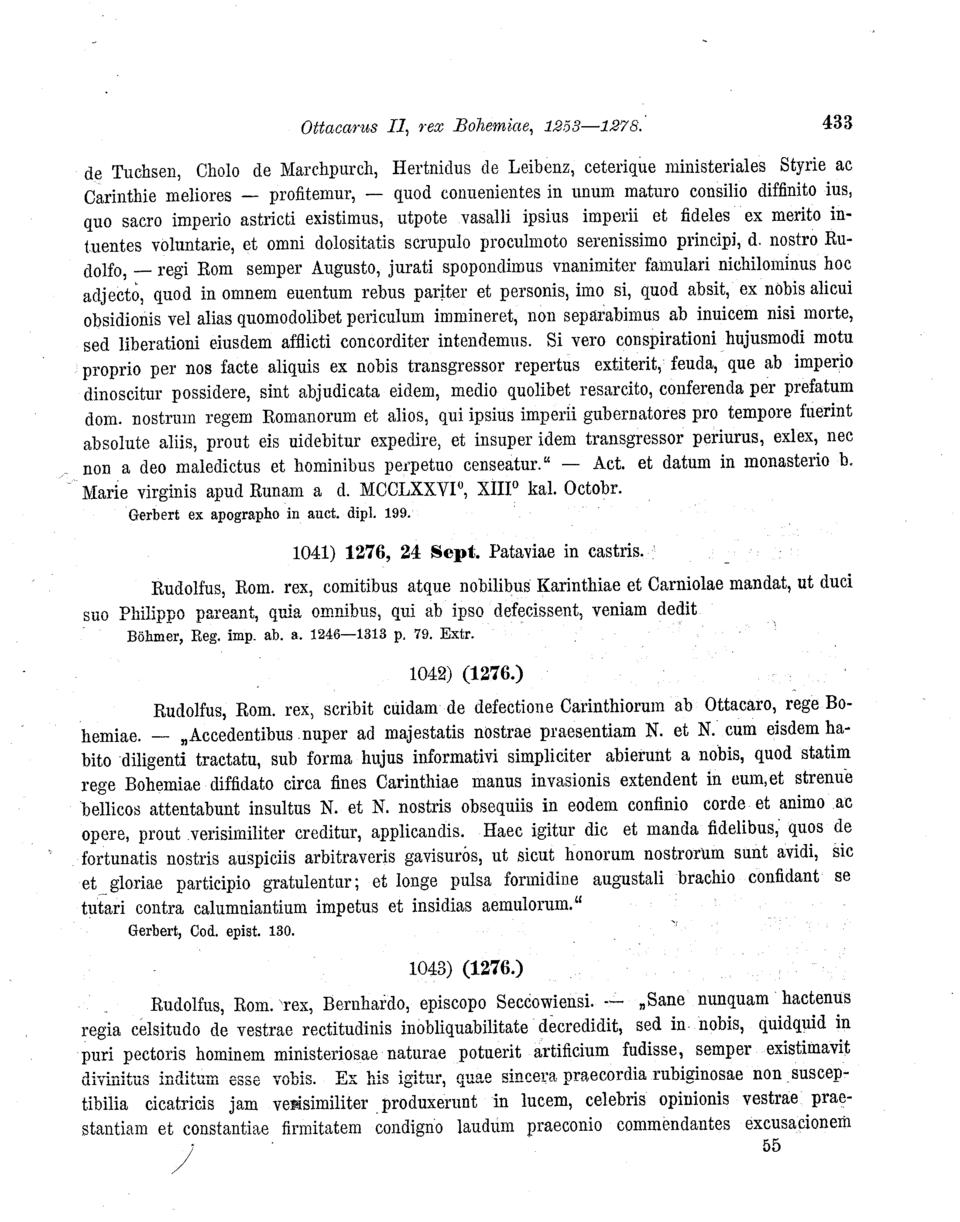 Ottacarus II, rex Bohemiae, 1253—1278. 433
de Tuchsen, Cholo de Marchpurch, Hertnidus de Leibenz, ceterique ministeriales Styrie ac
Carinthie meliores — profitemur, — quod conuenientes in unum maturo consilio diffinito ius,
quo sacro imperio astricti existimus, utpote vasalli ipsius imperii et fideles ex merito in-
tuentes voluntarie, et omni dolositatis scrupulo proculmoto serenissimo principi, d. nostro Ru-
dolfo, — regi Rom semper Augusto, jurati spopondimus vnanimiter famulari nichilominus hoc
adjecto, quod in omnem euentum rebus pariter et personis, imo si, quod absit, ex nobis alicui
obsidionis vel alias quomodolibet periculum immineret, non separabimus ab inuicem nisi morte,
sed liberationi eiusdem afflicti concorditer intendemus. Si vero conspirationi hujusmodi motu
proprio per nos facte aliquis ex nobis transgressor repertus extiterit, feuda, que ab imperio
dinoscitur possidere, sint abjudicata eidem, medio quolibet resarcito, conferenda per prefatum
dom. nostrum regem Romanorum et alios, qui ipsius imperii gubernatores pro tempore fuerint
absolute aliis, prout eis uidebitur expedire, et insuper idem transgressor periurus, exlex, nec
non a deo maledictus et hominibus perpetuo censeatur.“ — Act. et datum in monasterio b.
Marie virginis apud Runam a d. MCCLXXVI⁰, XIII⁰ kal. Octobr.
Gerbert ex apographo in auct. dipl. 199.
1041) 1276, 24 Sept. Pataviae in castris.
Rudolfus, Rom. rex, comitibus atque nobilibus Karinthiae et Carniolae mandat, ut duci
suo Philippo pareant, quia omnibus, qui ab ipso defecissent, veniam dedit
Böhmer, Reg. imp. ab. a. 1246—1313 p. 79. Extr.
1042) (1276.)
Rudolfus, Rom. rex, scribit cuidam de defectione Carinthiorum ab Ottacaro, rege Bo-
hemiae. — „Accedentibus nuper ad majestatis nostrae praesentiam N. et N. cum eisdem ha-
bito diligenti tractatu, sub forma hujus informativi simpliciter abierunt a nobis, quod statim
rege Bohemiae diffidato circa fines Carinthiae manus invasionis extendent in eum, et strenue
bellicos attentabunt insultus N. et N. nostris obsequiis in eodem confinio corde et animo ac
opere, prout verisimiliter creditur, applicandis. Haec igitur dic et manda fidelibus, quos de
fortunatis nostris auspiciis arbitraveris gavisuros, ut sicut honorum nostrorum sunt avidi, sic
et gloriae participio gratulentur; et longe pulsa formidine augustali brachio confidant se
tutari contra calumniantium impetus et insidias aemulorum.“
Gerbert, Cod. epist. 130.
1043) (1276.)
Rudolfus, Rom. rex, Bernhardo, episcopo Seccowiensi. — „Sane nunquam hactenus
regia celsitudo de vestrae rectitudinis inobliquabilitate decredidit, sed in nobis, quidquid in
puri pectoris hominem ministeriosae naturae potuerit artificium fudisse, semper existimavit
divinitus inditum esse vobis. Ex his igitur, quae sincera praecordia rubiginosae non suscep-
tibilia cicatricis jam verisimiliter produxerunt in lucem, celebris opinionis vestrae prae-
stantiam et constantiae firmitatem condigno laudum praeconio commendantes excusacionem
55